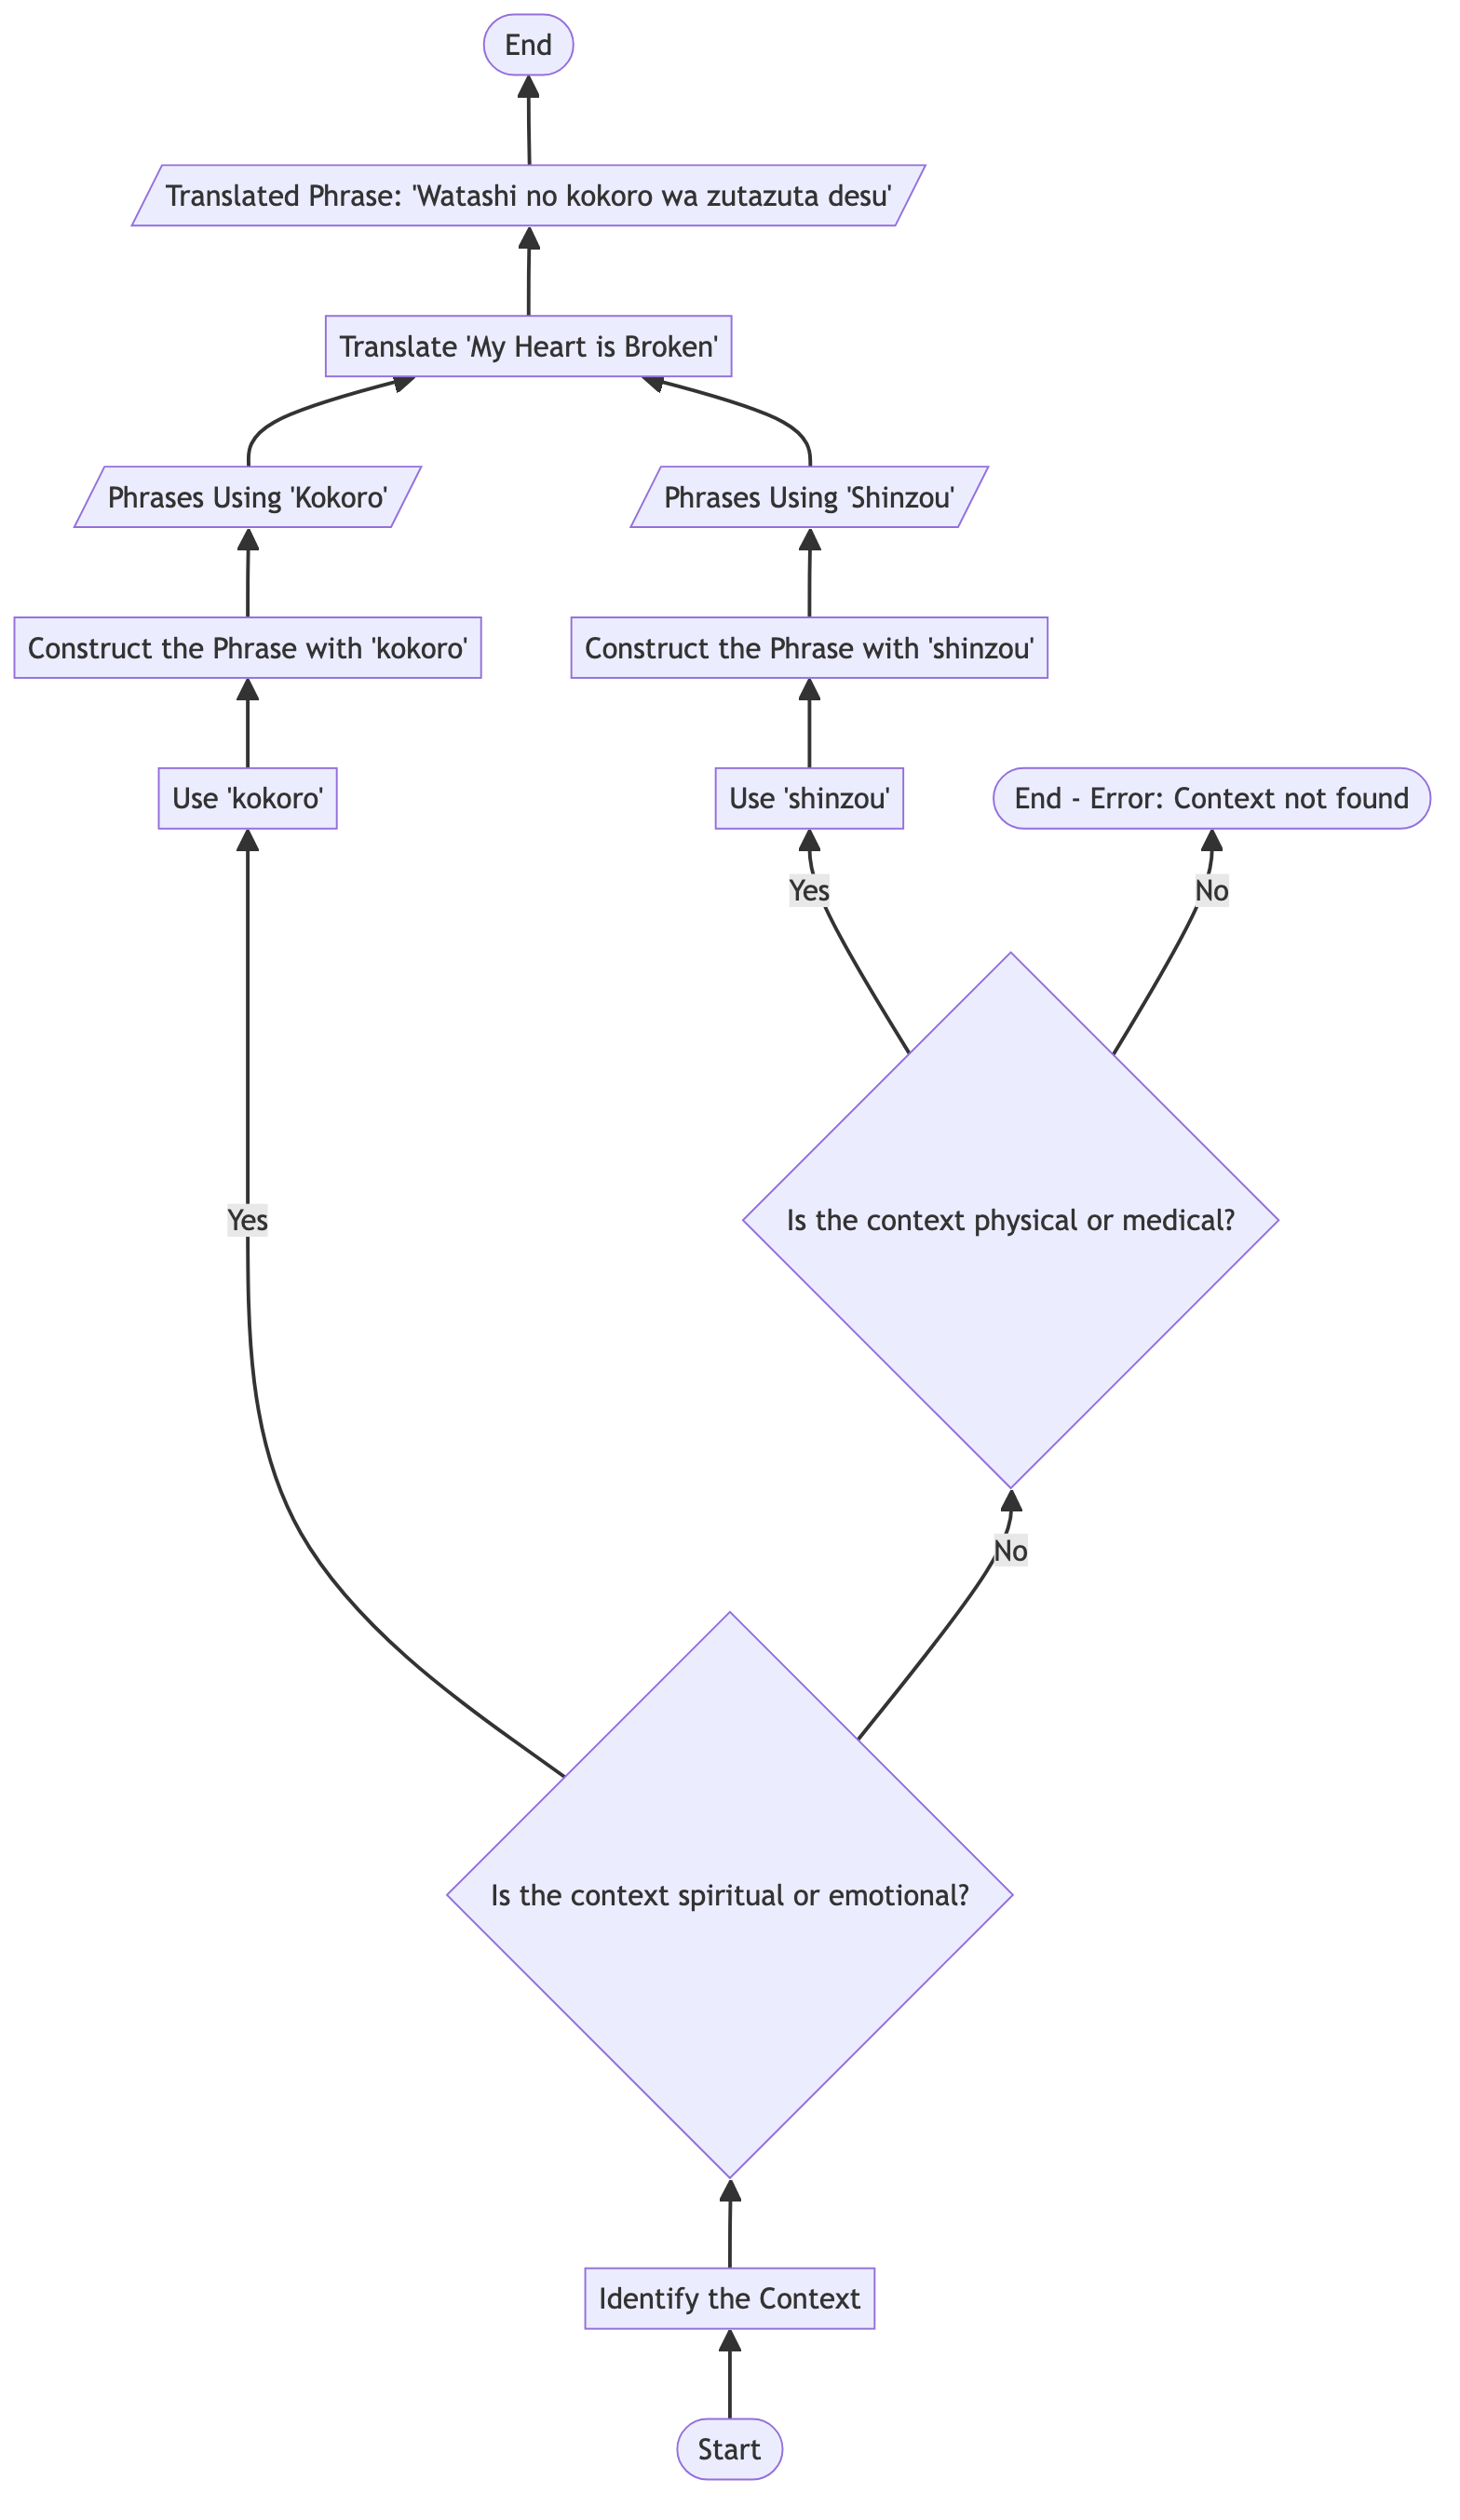 End
Translated Phrase: 'Watashi no kokoro wa zutazuta desu'
Translate 'My Heart is Broken'
Phrases Using 'Kokoro'
Phrases Using 'Shinzou'
Construct the Phrase with 'kokoro'
Construct the Phrase with 'shinzou'
Use 'kokoro'
Use 'shinzou'
End - Error: Context not found
Yes
No
Yes
Is the context physical or medical?
No
Is the context spiritual or emotional?
Identify the Context
Start